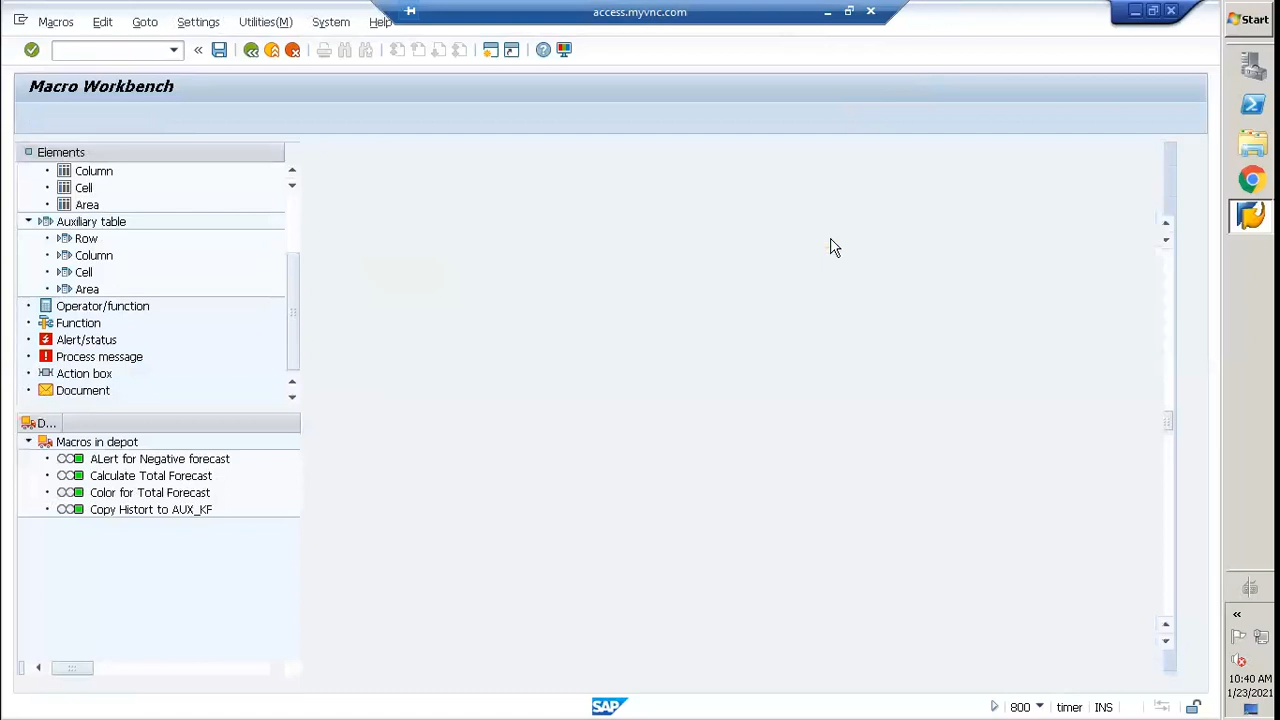 access.myvnc.com
Macros Edit Goto Settings Utilities(M) System Help
Start
Macro Workbench
Elements
Column
Cell
Area
Auxiliary table
Row
Column
Cell
Area
Operator/function
Function
Alert/status
Process message
Action box
Document
D...
Macros in depot
ALert for Negative forecast
Calculate Total Forecast
Color for Total Forecast
Copy Histort to AUX_KF
SAP
800 timer INS
10:40 AM
1/23/2021